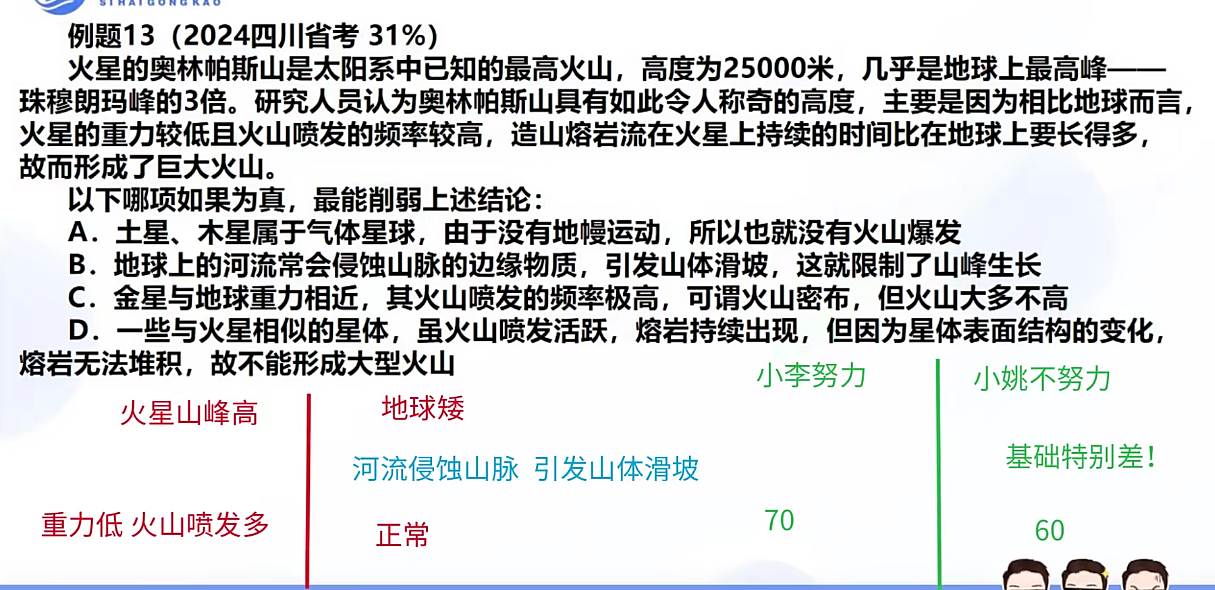 SIHAIGONGKAO
例题13（2024四川省考 31%）
火星的奥林帕斯山是太阳系中已知的最高火山，高度为25000米，几乎是地球上最高峰——
珠穆朗玛峰的3倍。研究人员认为奥林帕斯山具有如此令人称奇的高度，主要是因为相比地球而言，
火星的重力较低且火山喷发的频率较高，造山熔岩流在火星上持续的时间比在地球上要长得多，
故而形成了巨大火山。
以下哪项如果为真，最能削弱上述结论：
A．土星、木星属于气体星球，由于没有地幔运动，所以也就没有火山爆发
B．地球上的河流常会侵蚀山脉的边缘物质，引发山体滑坡，这就限制了山峰生长
C．金星与地球重力相近，其火山喷发的频率极高，可谓火山密布，但火山大多不高
D．一些与火星相似的星体，虽火山喷发活跃，熔岩持续出现，但因为星体表面结构的变化，
熔岩无法堆积，故不能形成大型火山
小李努力
小姚不努力
火星山峰高
地球矮
基础特别差！
河流侵蚀山脉 引发山体滑坡
重力低 火山喷发多
正常
70
60